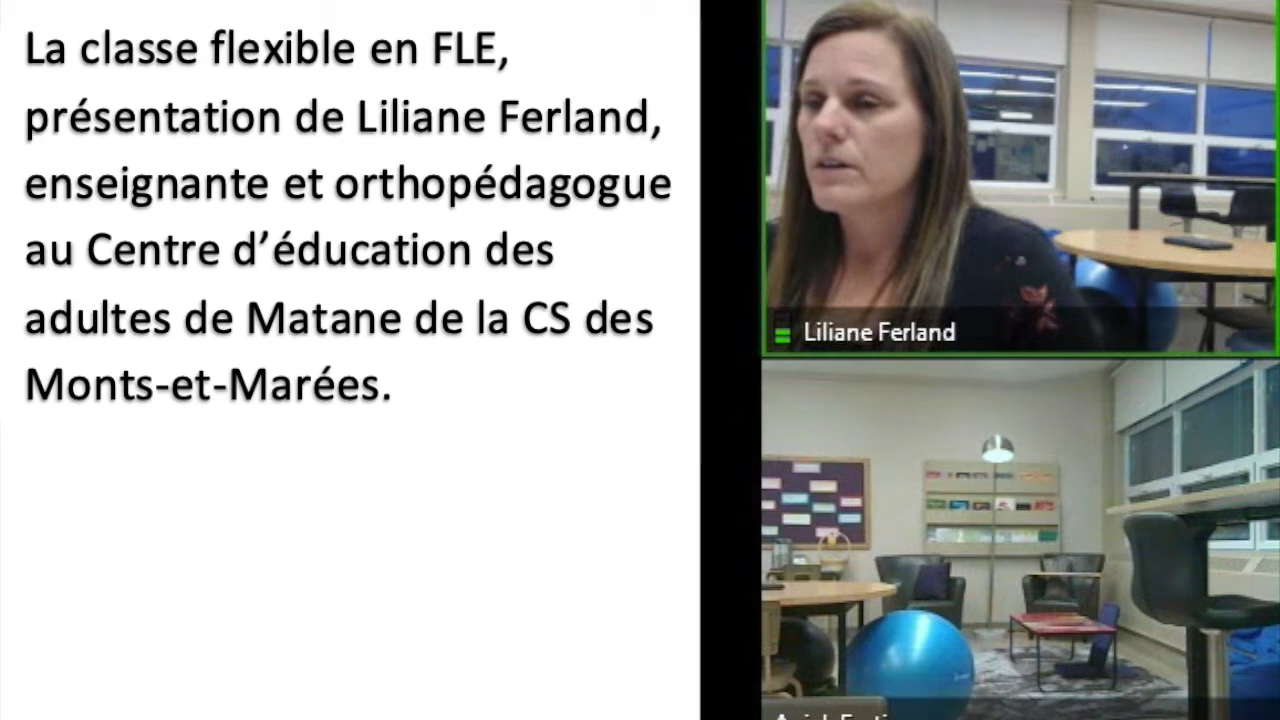 La classe flexible en FLE,
présentation de Liliane Ferland,
enseignante et orthopédagogue
au Centre d’éducation des
adultes de Matane de la CS des
Monts-et-Marées.
Liliane Ferland